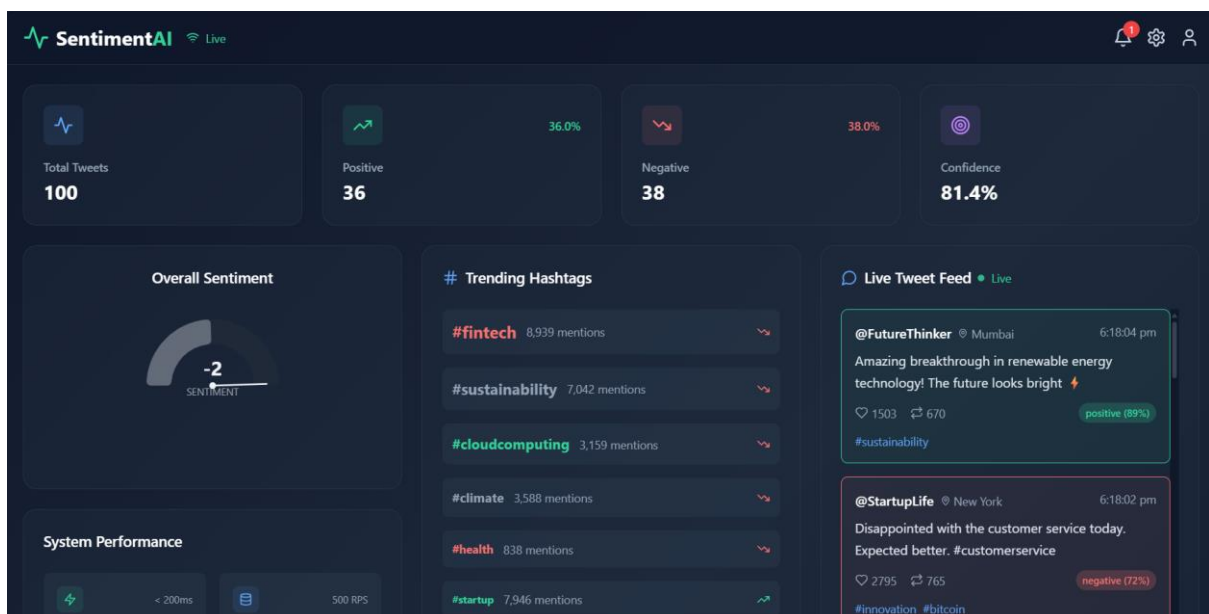 SentimentAI Live
1
Total Tweets
100
36.0%
Positive
36
38.0%
Negative
38
Confidence
81.4%
Overall Sentiment
-2
SENTIMENT
System Performance
< 200ms
500 RPS
# Trending Hashtags
#fintech 8,939 mentions
#sustainability 7,042 mentions
#cloudcomputing 3,159 mentions
#climate 3,588 mentions
#health 838 mentions
#startup 7,946 mentions
Live Tweet Feed Live
@FutureThinker Mumbai 6:18:04 pm
Amazing breakthrough in renewable energy
technology! The future looks bright ⚡
1503 670 positive (89%)
#sustainability
@StartupLife New York 6:18:02 pm
Disappointed with the customer service today.
Expected better. #customerservice
2795 765 negative (72%)
#innovation #bitcoin